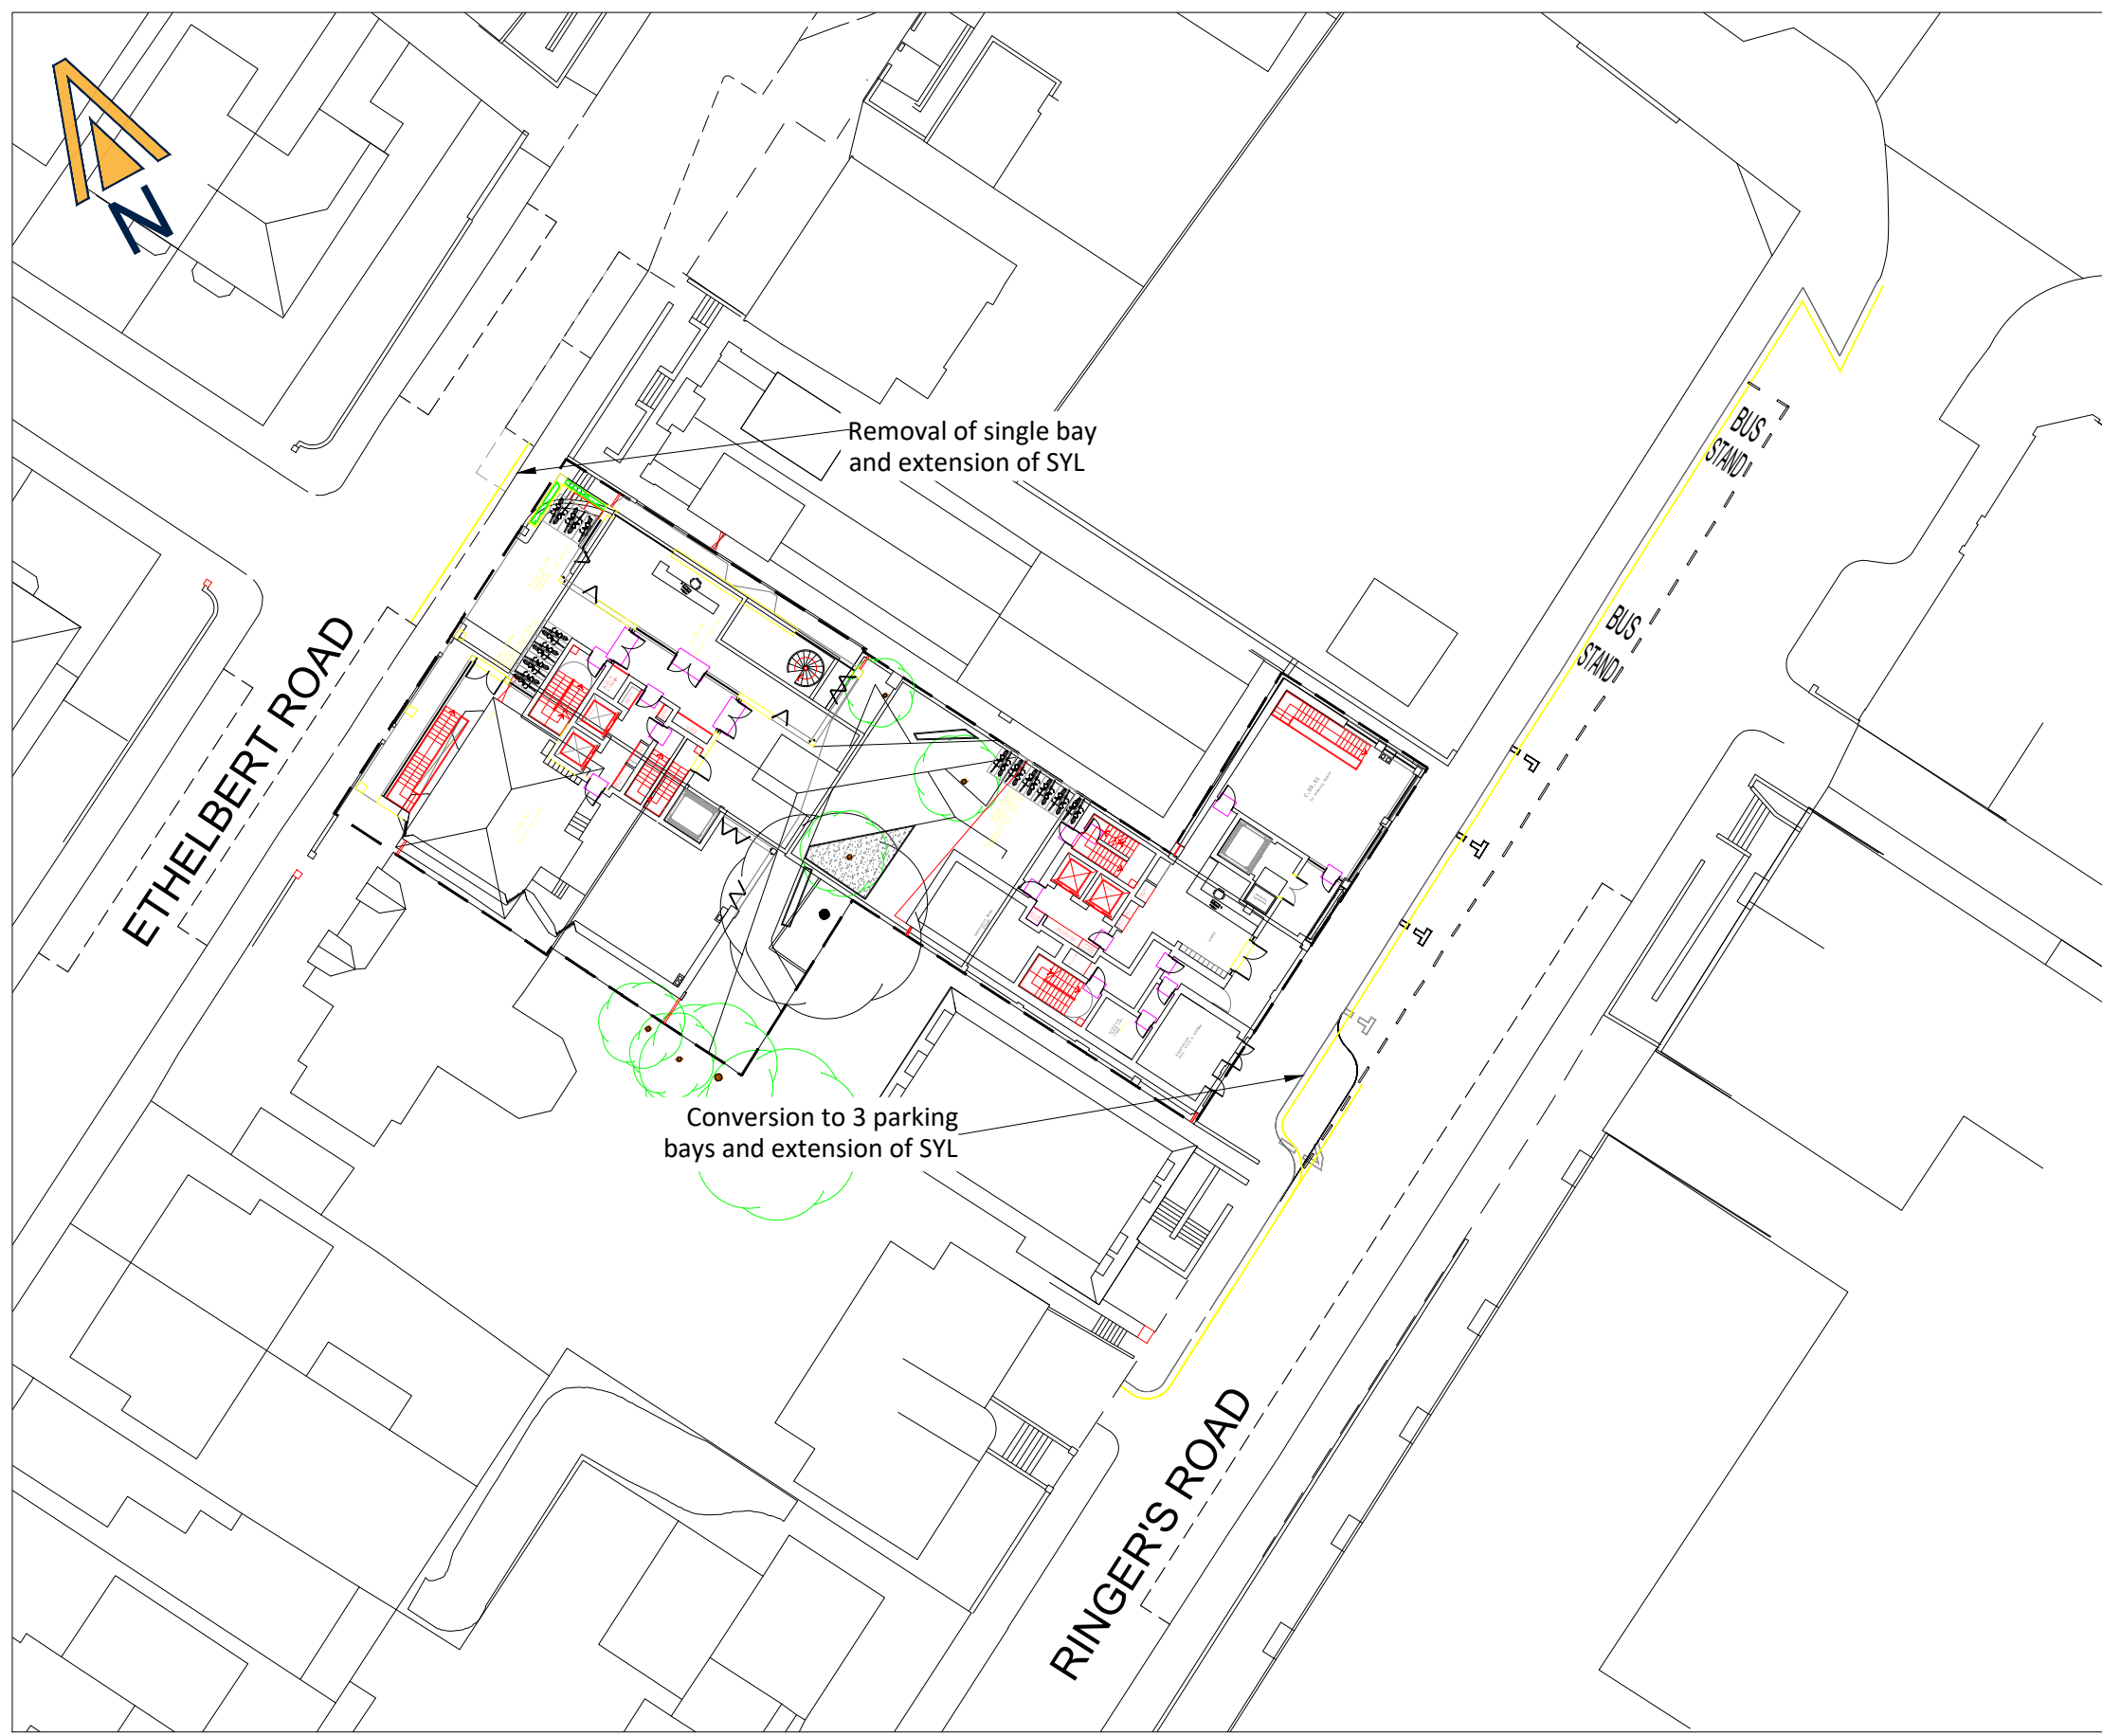 N
Removal of single bay
and extension of SYL
BUS
STAND
BUS
STAND
ETHELBERT ROAD
Conversion to 3 parking
bays and extension of SYL
RINGER'S ROAD